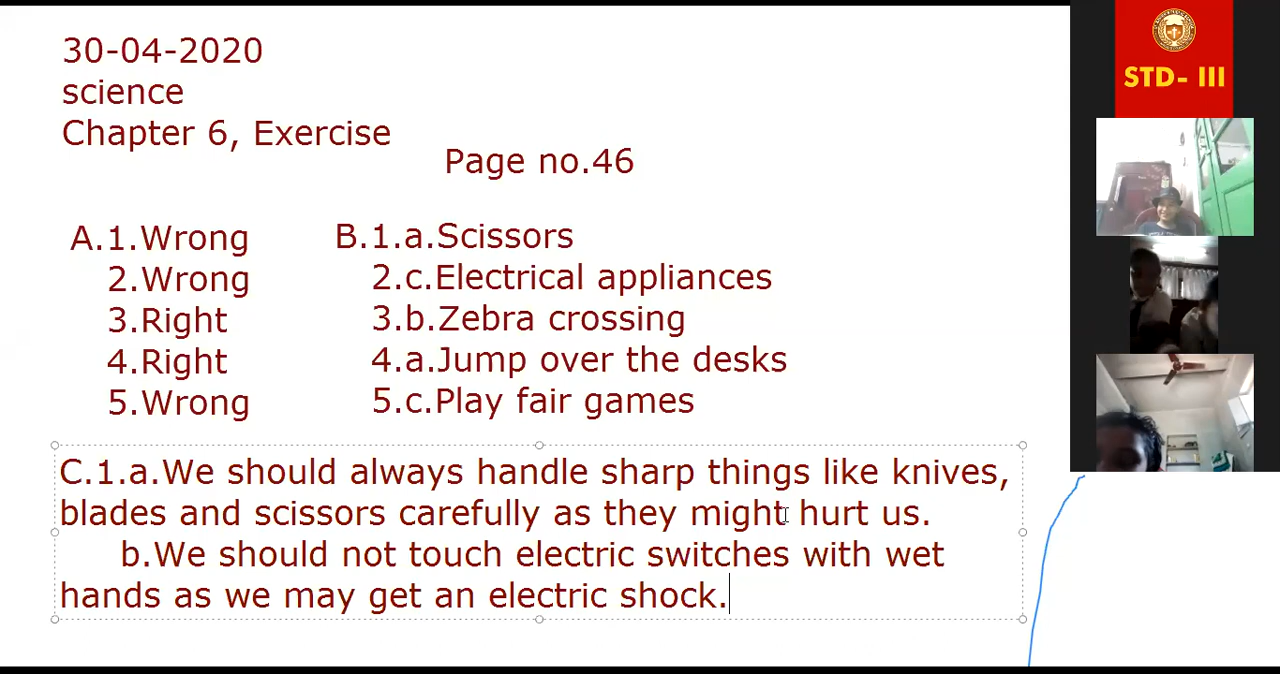 30-04-2020
science
Chapter 6, Exercise
Page no.46
A.1.Wrong
2.Wrong
3.Right
4.Right
5.Wrong
B.1.a.Scissors
2.c.Electrical appliances
3.b.Zebra crossing
4.a.Jump over the desks
5.c.Play fair games
C.1.a.We should always handle sharp things like knives,
blades and scissors carefully as they might hurt us.
b.We should not touch electric switches with wet
hands as we may get an electric shock.
STD- III